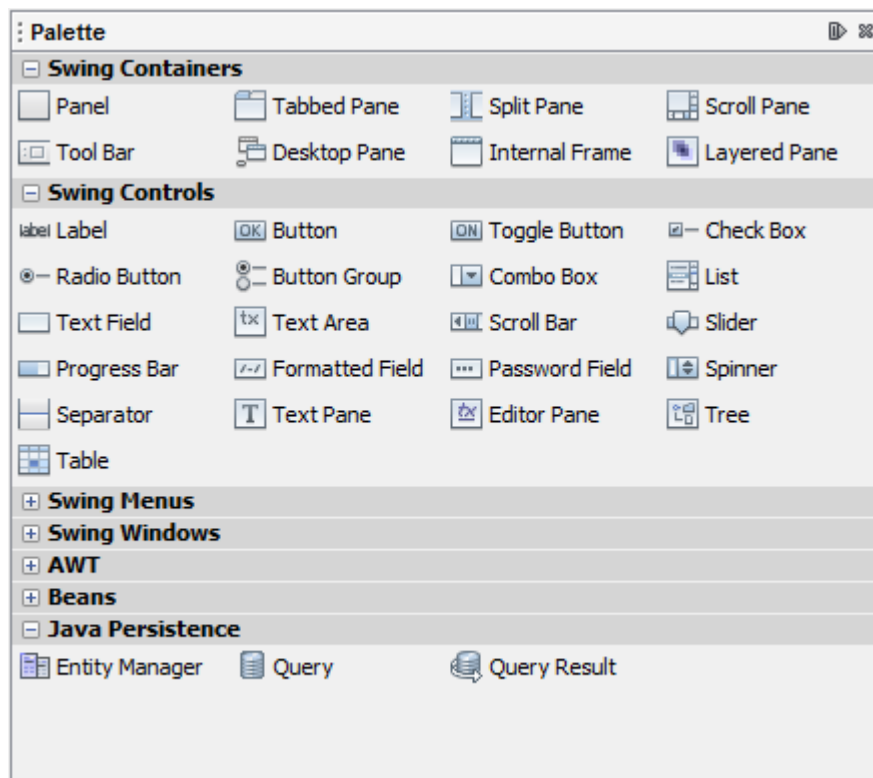 Palette
Swing Containers
Panel Tabbed Pane Split Pane Scroll Pane
Tool Bar Desktop Pane Internal Frame Layered Pane
Swing Controls
label Label OK Button ON Toggle Button Check Box
Radio Button Button Group Combo Box List
Text Field tx Text Area Scroll Bar Slider
Progress Bar Formatted Field Password Field Spinner
Separator T Text Pane tx Editor Pane Tree
Table
Swing Menus
Swing Windows
AWT
Beans
Java Persistence
Entity Manager Query Query Result